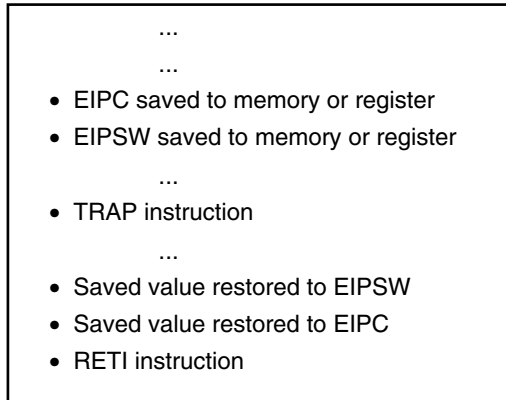 ...
...
• EIPC saved to memory or register
• EIPSW saved to memory or register
...
• TRAP instruction
...
• Saved value restored to EIPSW
• Saved value restored to EIPC
• RETI instruction